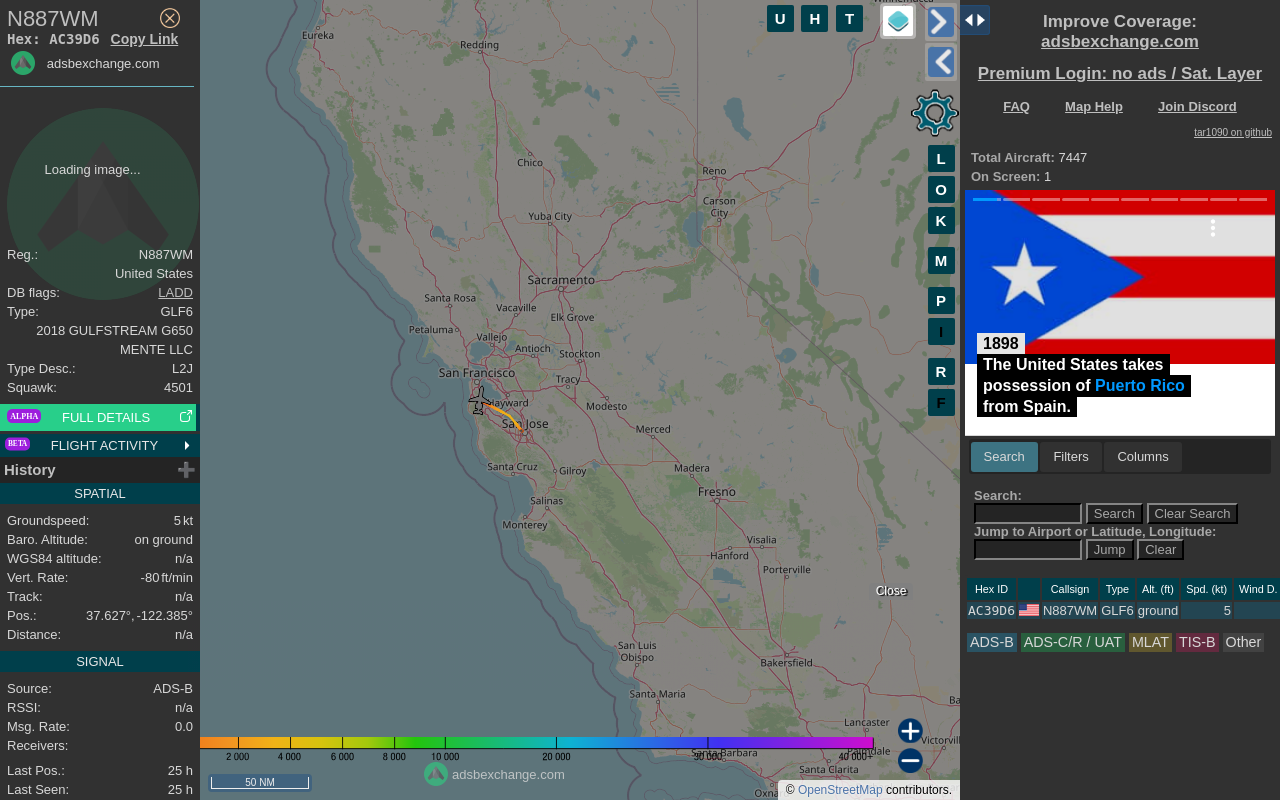 N887WM
Hex: AC39D6 Copy Link
adsbexchange.com
Loading image...
Reg.: N887WM
United States
DB flags: LADD
Type: GLF6
2018 GULFSTREAM G650
MENTE LLC
Type Desc.: L2J
Squawk: 4501
ALPHA FULL DETAILS
BETA FLIGHT ACTIVITY
History
SPATIAL
Groundspeed: 5 kt
Baro. Altitude: on ground
WGS84 altitude: n/a
Vert. Rate: -80 ft/min
Track: n/a
Pos.: 37.627°, -122.385°
Distance: n/a
SIGNAL
Source: ADS-B
RSSI: n/a
Msg. Rate: 0.0
Receivers:
Last Pos.: 25 h
Last Seen: 25 h
Eureka
Redding
Chico
Reno
Carson
City
Yuba City
Sacramento
Santa Rosa
Vacaville
Elk Grove
Petaluma
Vallejo
Antioch
Stockton
San Francisco
Tracy
Hayward
Modesto
San Jose
Merced
Santa Cruz
Gilroy
Madera
Salinas
Fresno
Monterey
Visalia
Hanford
Porterville
San Luis
Obispo
Bakersfield
Santa Maria
Lancaster
Santa Barbara
Palmdale
Santa Clarita
U H T
L
O
K
M
P
I
R
F
Close
2 000 4 000 6 000 8 000 10 000 20 000 30 000 40 000+
50 NM
adsbexchange.com
© OpenStreetMap contributors.
Improve Coverage:
adsbexchange.com
Premium Login: no ads / Sat. Layer
FAQ Map Help Join Discord
tar1090 on github
Total Aircraft: 7447
On Screen: 1
1898
The United States takes
possession of Puerto Rico
from Spain.
Search Filters Columns
Search:
Search Clear Search
Jump to Airport or Latitude, Longitude:
Jump Clear
Hex ID Callsign Type Alt. (ft) Spd. (kt) Wind D.
AC39D6 N887WM GLF6 ground 5
ADS-B ADS-C/R / UAT MLAT TIS-B Other